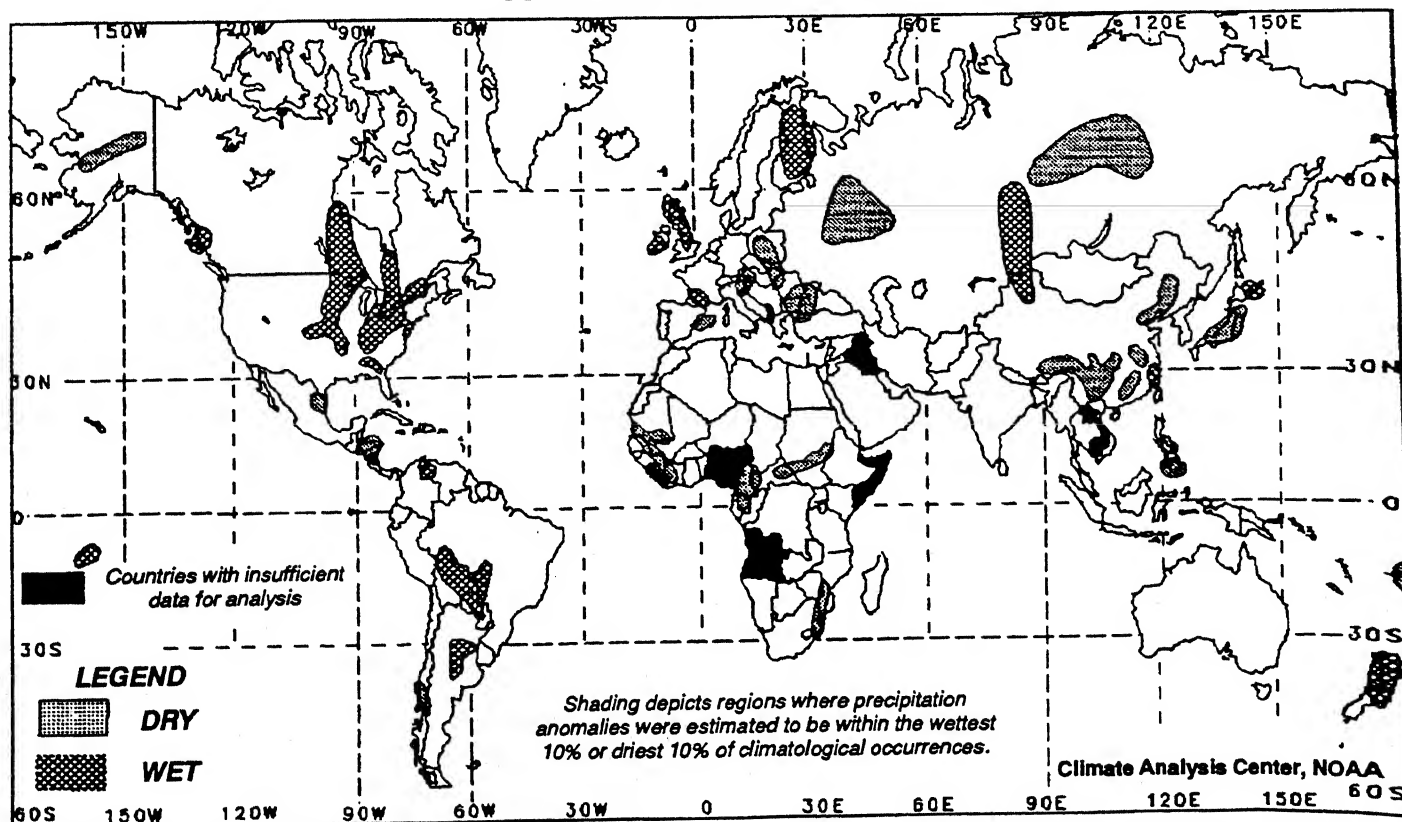 150W 120W 90W 60W 30W 0 30E 60E 90E 120E 150E
60N 60N
30N 30N
0 0
Countries with insufficient
data for analysis
30S 30S
LEGEND
DRY
WET
Shading depicts regions where precipitation
anomalies were estimated to be within the wettest
10% or driest 10% of climatological occurrences.
Climate Analysis Center, NOAA
60S 60S
150W 120W 90W 60W 30W 0 30E 60E 90E 120E 150E